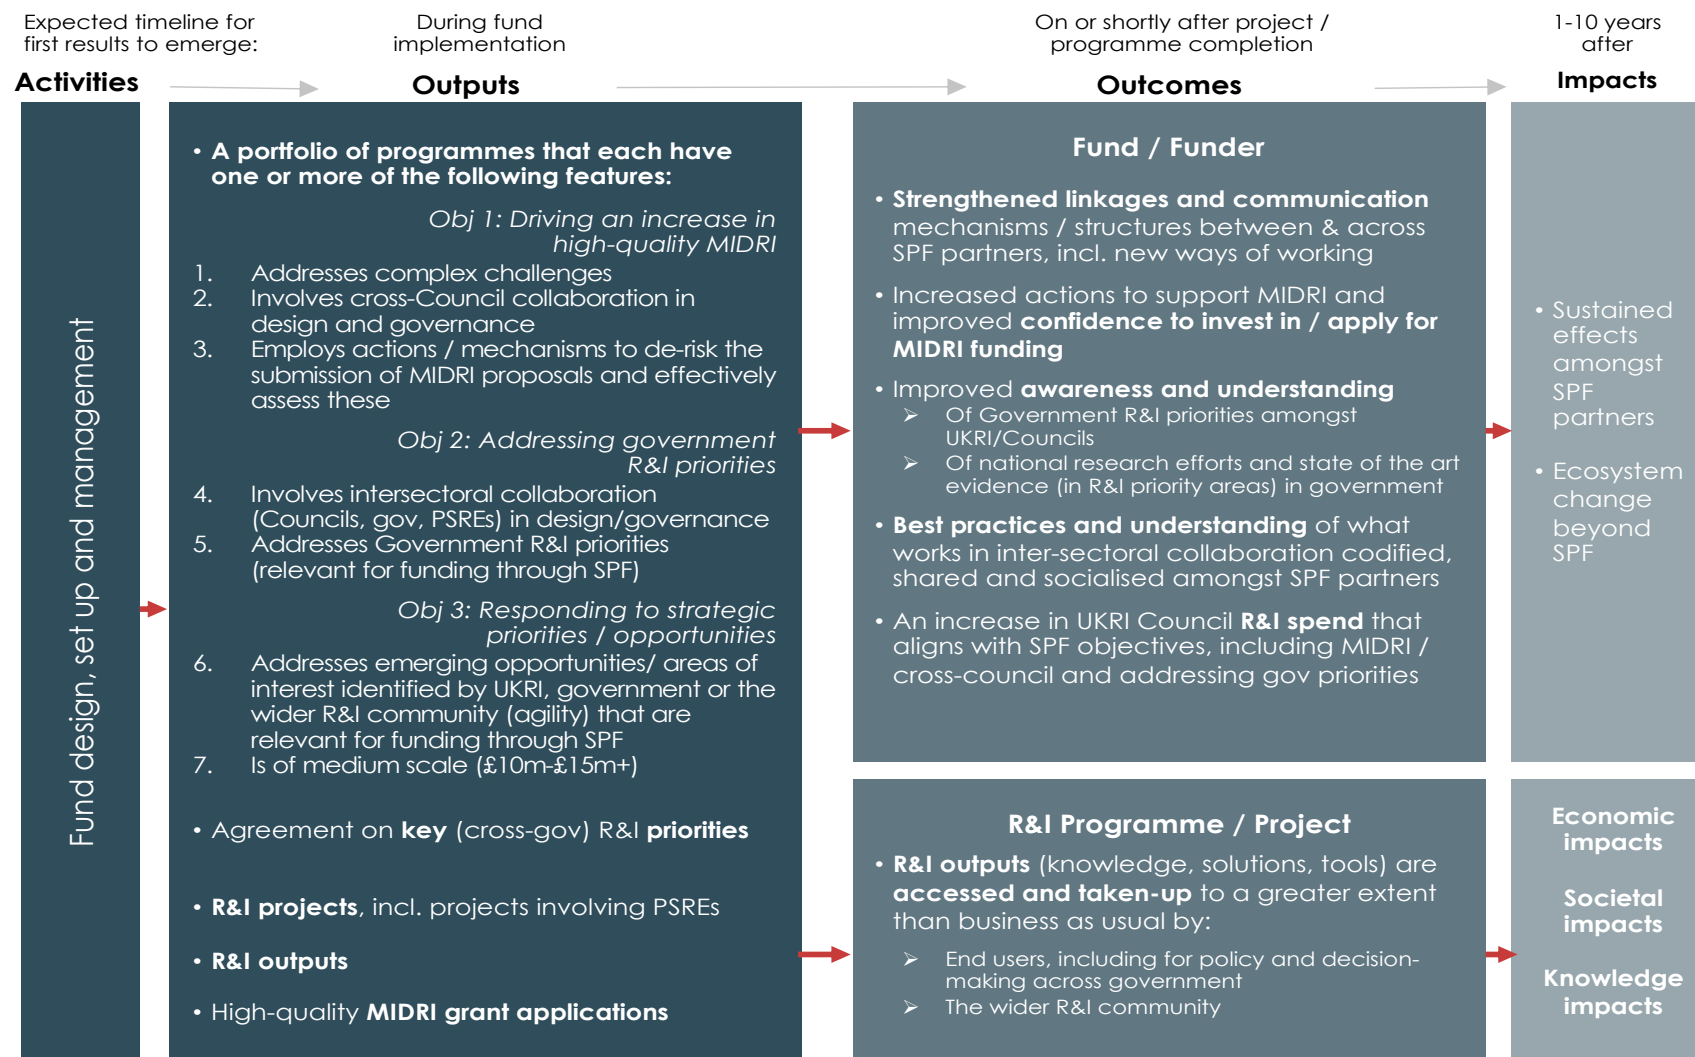 Expected timeline for
first results to emerge:
During fund
implementation
On or shortly after project /
programme completion
1-10 years
after
Activities
Outputs
Outcomes
Impacts
Fund design, set up and management
• A portfolio of programmes that each have
one or more of the following features:
Obj 1: Driving an increase in
high-quality MIDRI
1. Addresses complex challenges
2. Involves cross-Council collaboration in
design and governance
3. Employs actions / mechanisms to de-risk the
submission of MIDRI proposals and effectively
assess these
Obj 2: Addressing government
R&I priorities
4. Involves intersectoral collaboration
(Councils, gov, PSREs) in design/governance
5. Addresses Government R&I priorities
(relevant for funding through SPF)
Obj 3: Responding to strategic
priorities / opportunities
6. Addresses emerging opportunities/ areas of
interest identified by UKRI, government or the
wider R&I community (agility) that are
relevant for funding through SPF
7. Is of medium scale (£10m-£15m+)
• Agreement on key (cross-gov) R&I priorities
• R&I projects, incl. projects involving PSREs
• R&I outputs
• High-quality MIDRI grant applications
Fund / Funder
• Strengthened linkages and communication
mechanisms / structures between & across
SPF partners, incl. new ways of working
• Increased actions to support MIDRI and
improved confidence to invest in / apply for
MIDRI funding
• Improved awareness and understanding
➢ Of Government R&I priorities amongst
UKRI/Councils
➢ Of national research efforts and state of the art
evidence (in R&I priority areas) in government
• Best practices and understanding of what
works in inter-sectoral collaboration codified,
shared and socialised amongst SPF partners
• An increase in UKRI Council R&I spend that
aligns with SPF objectives, including MIDRI /
cross-council and addressing gov priorities
R&I Programme / Project
• R&I outputs (knowledge, solutions, tools) are
accessed and taken-up to a greater extent
than business as usual by:
➢ End users, including for policy and decision-
making across government
➢ The wider R&I community
• Sustained
effects
amongst
SPF
partners
• Ecosystem
change
beyond
SPF
Economic
impacts
Societal
impacts
Knowledge
impacts